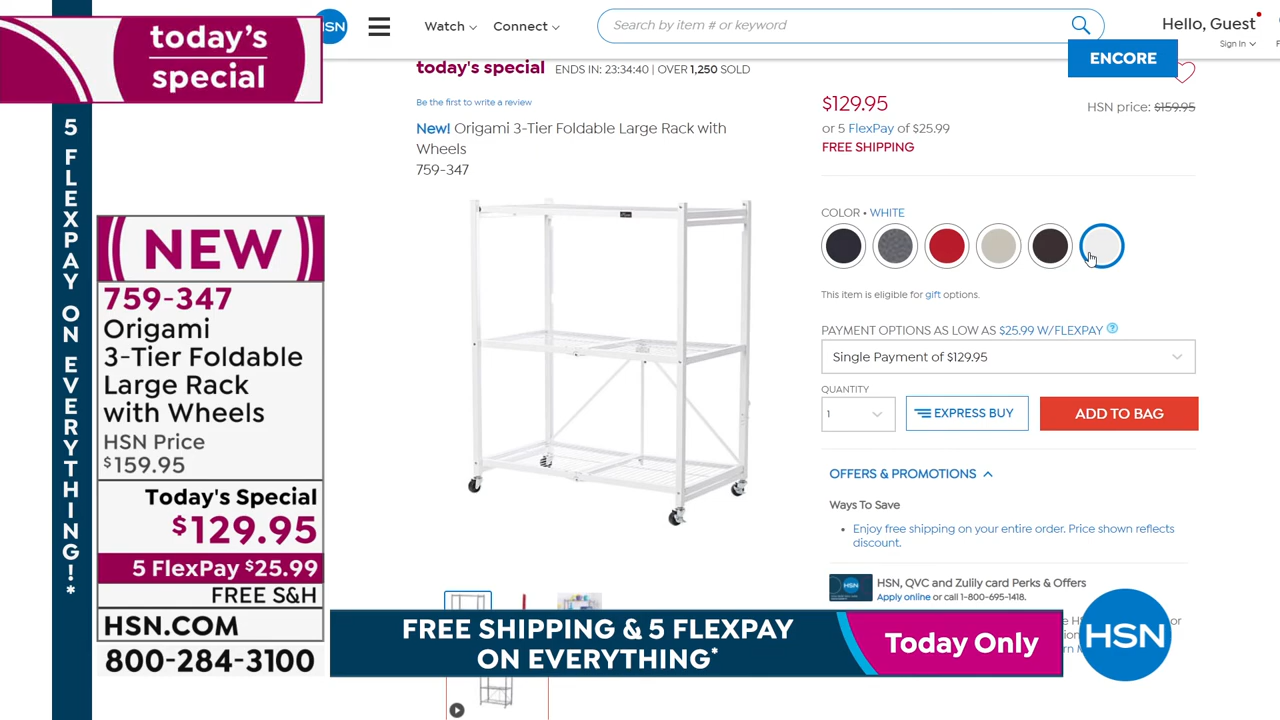 today's
special
5 FLEXPAY ON EVERYTHING!*
NEW
759-347
Origami
3-Tier Foldable
Large Rack
with Wheels
HSN Price
$159.95
Today's Special
$129.95
5 FlexPay $25.99
FREE S&H
HSN.COM
800-284-3100
HSN
Watch
Connect
Search by item # or keyword
Hello, Guest
Sign In
ENCORE
today's special ENDS IN: 23:34:40 | OVER 1,250 SOLD
Be the first to write a review
New! Origami 3-Tier Foldable Large Rack with
Wheels
759-347
$129.95
HSN price: $159.95
or 5 FlexPay of $25.99
FREE SHIPPING
COLOR • WHITE
This item is eligible for gift options.
PAYMENT OPTIONS AS LOW AS $25.99 W/FLEXPAY ?
Single Payment of $129.95
QUANTITY
1
EXPRESS BUY
ADD TO BAG
OFFERS & PROMOTIONS
Ways To Save
• Enjoy free shipping on your entire order. Price shown reflects
discount.
HSN
HSN, QVC and Zulily card Perks & Offers
Apply online or call 1-800-695-1418.
FREE SHIPPING & 5 FLEXPAY
ON EVERYTHING*
Today Only
HSN